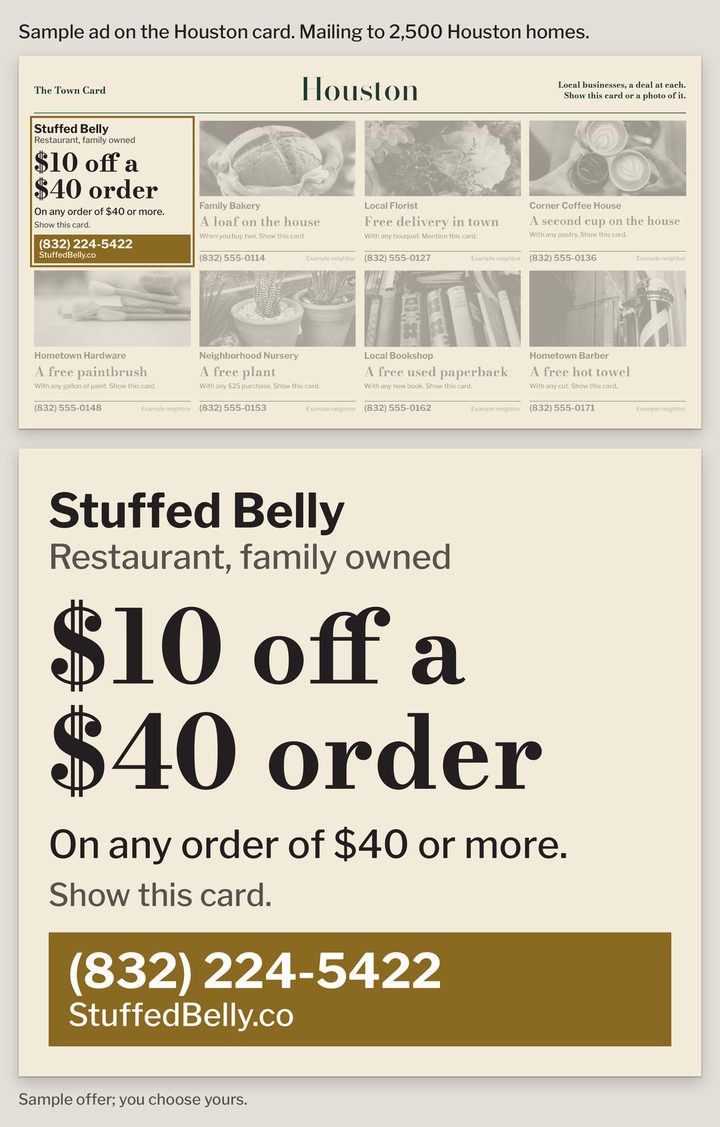 Sample ad on the Houston card. Mailing to 2,500 Houston homes.
The Town Card
Houston
Local businesses, a deal at each.
Show this card or a photo of it.
Stuffed Belly
Restaurant, family owned
$10 off a
$40 order
On any order of $40 or more.
Show this card.
(832) 224-5422
StuffedBelly.co
Family Bakery
A loaf on the house
When you buy two. Show this card.
(832) 555-0114
Example neighbor
Local Florist
Free delivery in town
With any bouquet. Mention this card.
(832) 555-0127
Example neighbor
Corner Coffee House
A second cup on the house
With any pastry. Show this card.
(832) 555-0136
Example neighbor
Hometown Hardware
A free paintbrush
With any gallon of paint. Show this card.
(832) 555-0148
Example neighbor
Neighborhood Nursery
A free plant
With any $25 purchase. Show this card.
(832) 555-0153
Example neighbor
Local Bookshop
A free used paperback
With any new book. Show this card.
(832) 555-0162
Example neighbor
Hometown Barber
A free hot towel
With any cut. Show this card.
(832) 555-0171
Example neighbor
Stuffed Belly
Restaurant, family owned
$10 off a
$40 order
On any order of $40 or more.
Show this card.
(832) 224-5422
StuffedBelly.co
Sample offer; you choose yours.